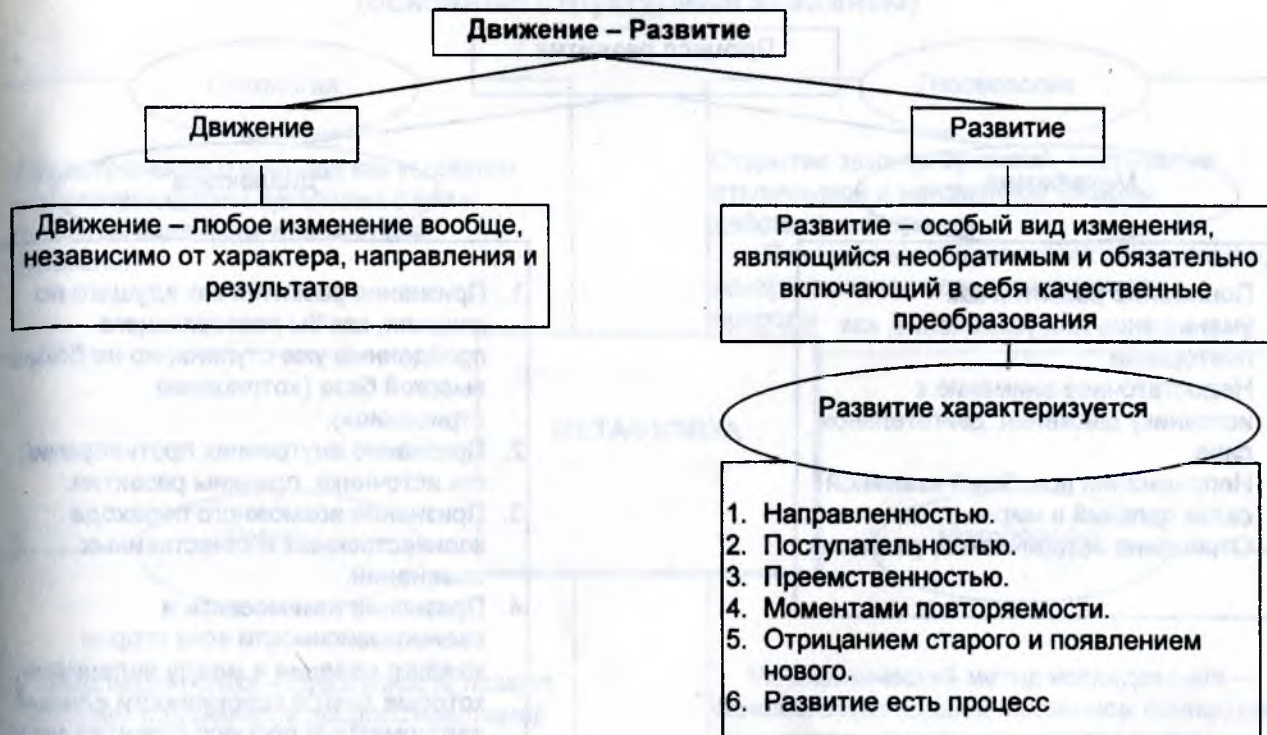 Движение – Развитие
Движение
Развитие
Движение – любое изменение вообще,
независимо от характера, направления и
результатов
Развитие – особый вид изменения,
являющийся необратимым и обязательно
включающий в себя качественные
преобразования
Развитие характеризуется
1. Направленностью.
2. Поступательностью.
3. Преемственностью.
4. Моментами повторяемости.
5. Отрицанием старого и появлением
нового.
6. Развитие есть процесс